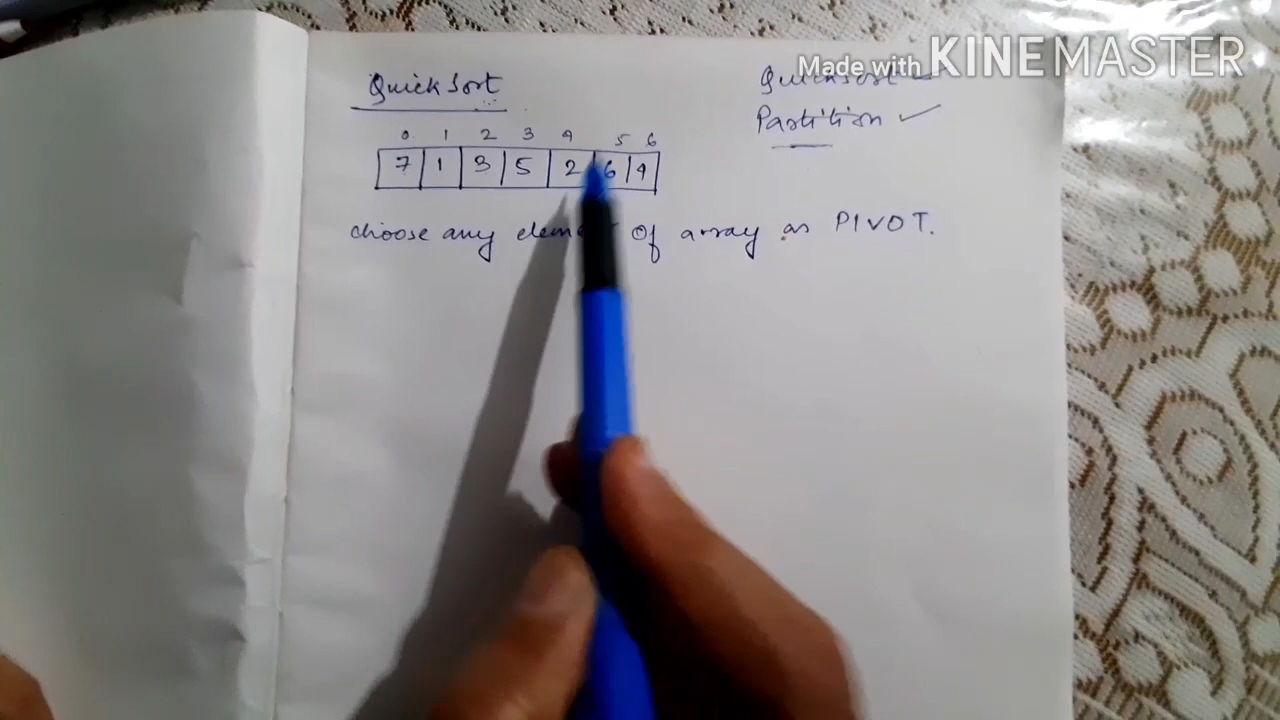 Made with KINEMASTER
Quick Sort
Quicksort
Partition ✓
0 1 2 3 4 5 6
7 1 3 5 2 6 4
choose any of array as PIVOT.